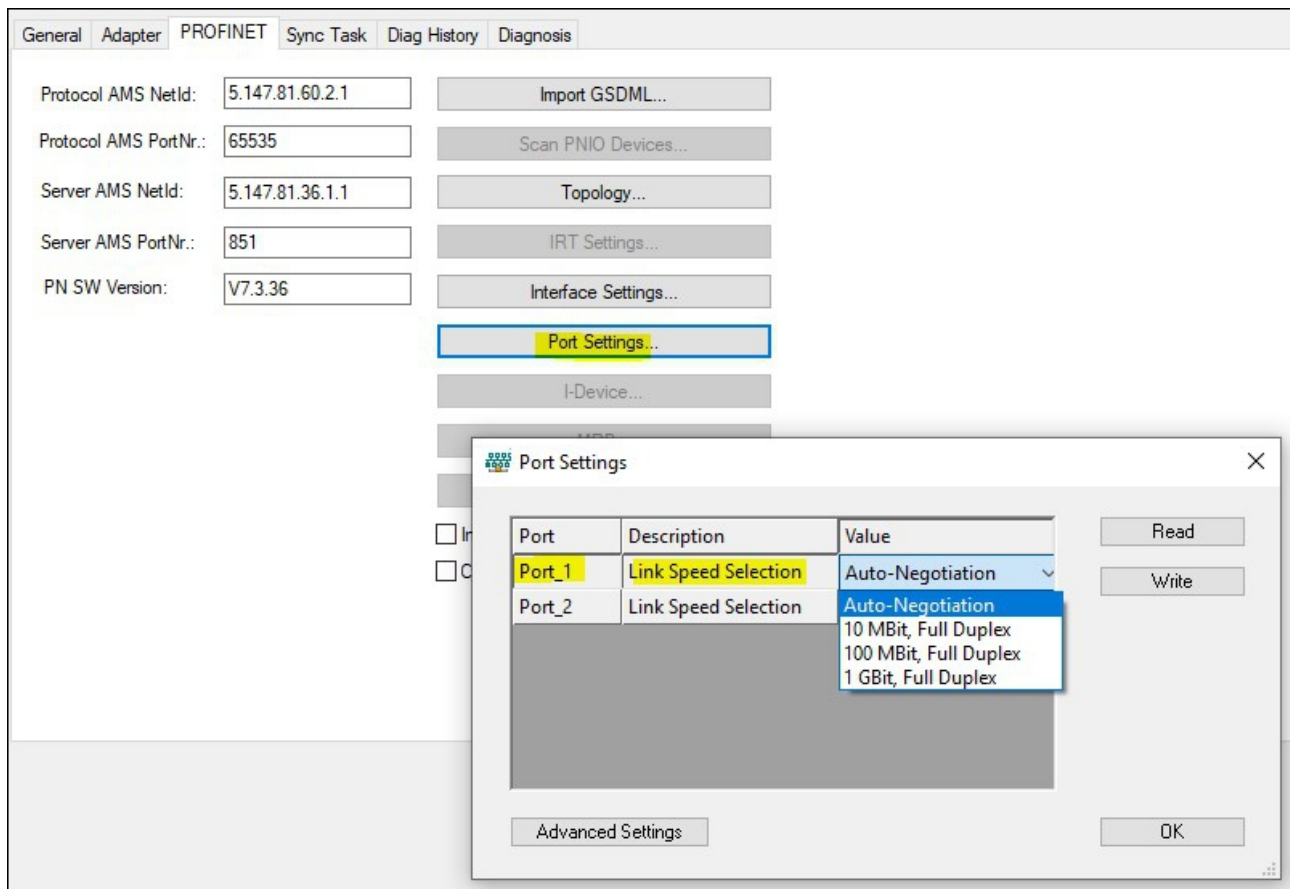 General Adapter PROFINET Sync Task Diag History Diagnosis
Protocol AMS NetId: 5.147.81.60.2.1 Import GSDML...
Protocol AMS PortNr.: 65535 Scan PNIO Devices...
Server AMS NetId: 5.147.81.36.1.1 Topology...
Server AMS PortNr.: 851 IRT Settings...
PN SW Version: V7.3.36 Interface Settings...
Port Settings...
I-Device...
Port Settings
Port Description Value Read
Port_1 Link Speed Selection Auto-Negotiation Write
Port_2 Link Speed Selection Auto-Negotiation
10 MBit, Full Duplex
100 MBit, Full Duplex
1 GBit, Full Duplex
Advanced Settings OK